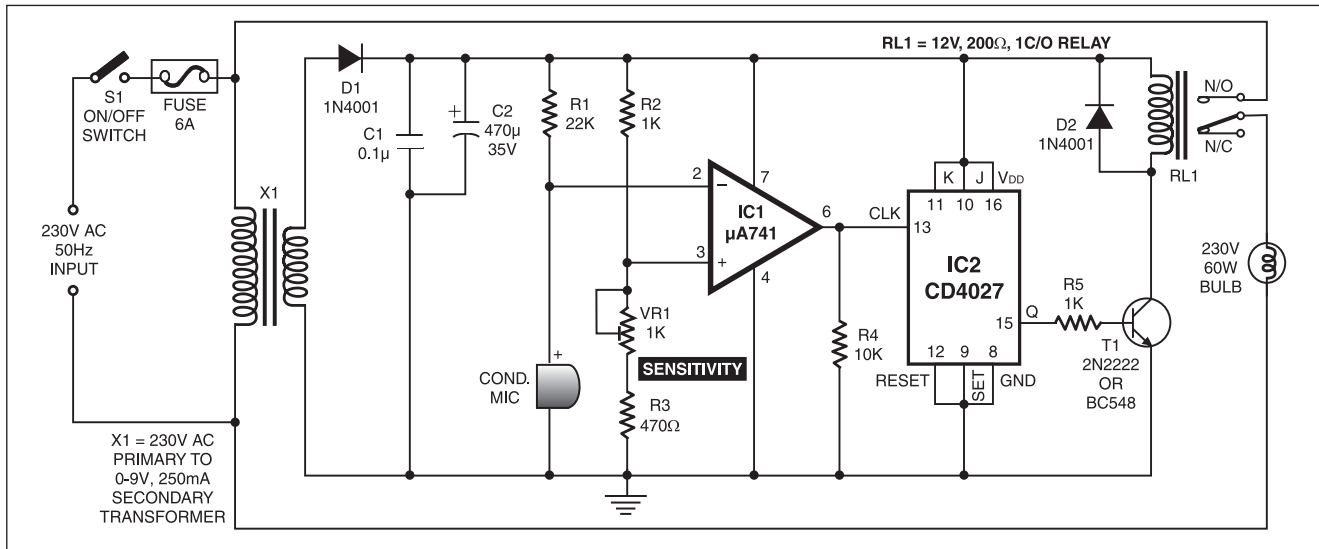 RL1 = 12V, 200Ω, 1C/O RELAY
S1
ON/OFF
SWITCH
FUSE
6A
D1
1N4001
C1
0.1µ
+
C2
470µ
35V
R1
22K
R2
1K
N/O
N/C
D2
1N4001
RL1
X1
230V AC
50Hz
INPUT
2
−
7
IC1
µA741
6
3
+
4
CLK
K
J
VDD
11
10
16
13
IC2
CD4027
Q
15
12
9
8
RESET
SET
GND
R5
1K
T1
2N2222
OR
BC548
230V
60W
BULB
VR1
1K
SENSITIVITY
+
COND.
MIC
R3
470Ω
R4
10K
X1 = 230V AC
PRIMARY TO
0-9V, 250mA
SECONDARY
TRANSFORMER